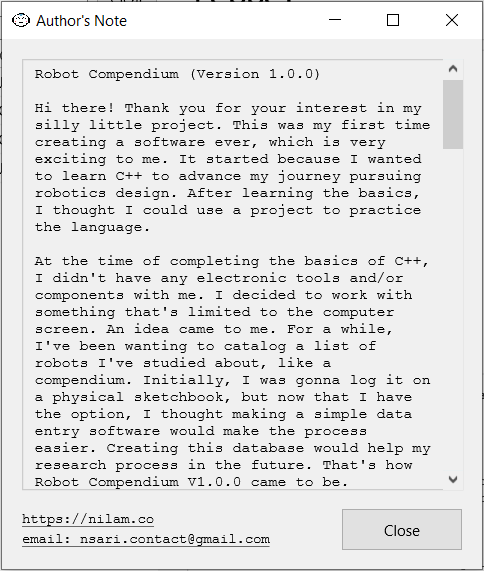 Author's Note
Robot Compendium (Version 1.0.0)
Hi there! Thank you for your interest in my
silly little project. This was my first time
creating a software ever, which is very
exciting to me. It started because I wanted
to learn C++ to advance my journey pursuing
robotics design. After learning the basics,
I thought I could use a project to practice
the language.
At the time of completing the basics of C++,
I didn't have any electronic tools and/or
components with me. I decided to work with
something that's limited to the computer
screen. An idea came to me. For a while,
I've been wanting to catalog a list of
robots I've studied about, like a
compendium. Initially, I was gonna log it on
a physical sketchbook, but now that I have
the option, I thought making a simple data
entry software would make the process
easier. Creating this database would help my
research process in the future. That's how
Robot Compendium V1.0.0 came to be.
https://nilam.co
email: nsari.contact@gmail.com
Close